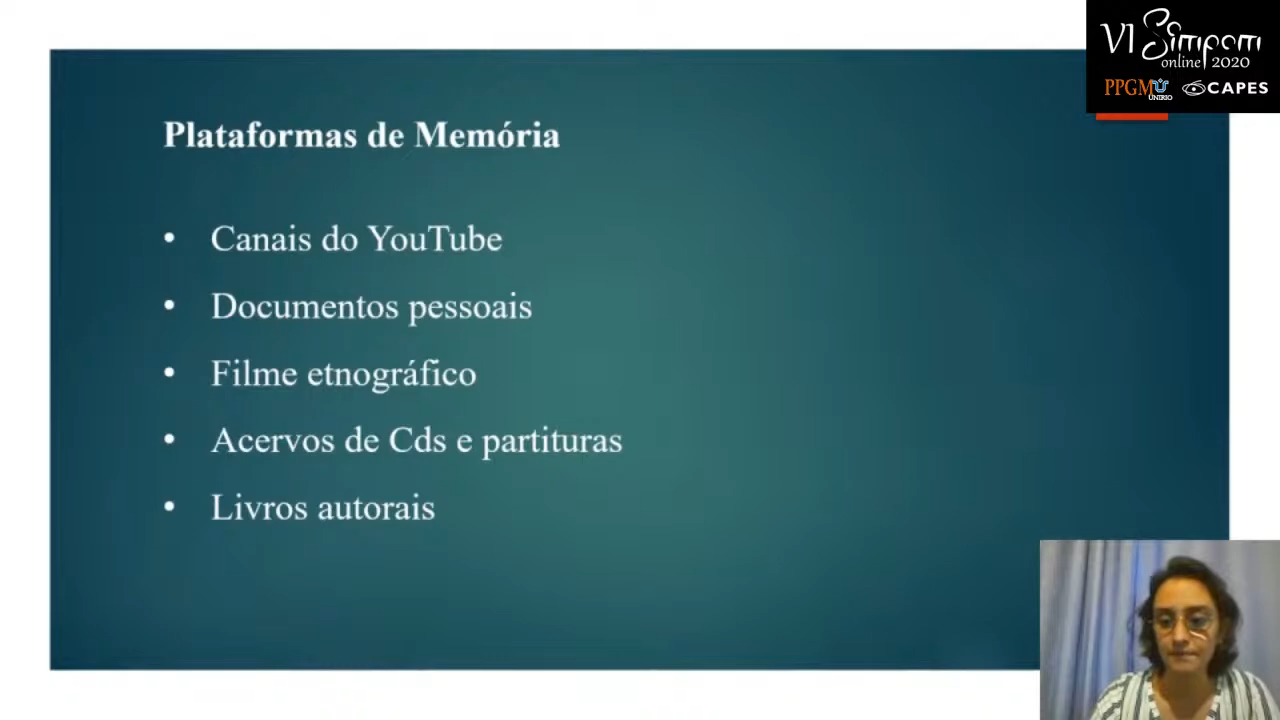 VI Simpom
online 2020
PPGM UNIRIO CAPES
Plataformas de Memória
• Canais do YouTube
• Documentos pessoais
• Filme etnográfico
• Acervos de Cds e partituras
• Livros autorais